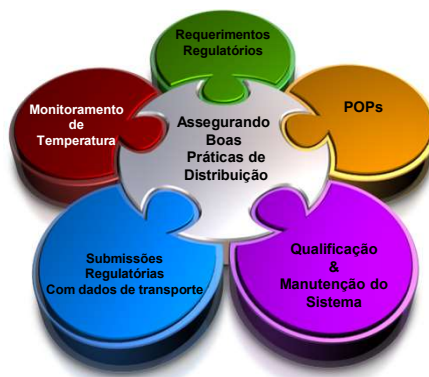 Requerimentos
Regulatórios
Monitoramento
de
Temperatura
POPs
Assegurando
Boas
Práticas de
Distribuição
Submissões
Regulatórias
Com dados de transporte
Qualificação
&
Manutenção do
Sistema